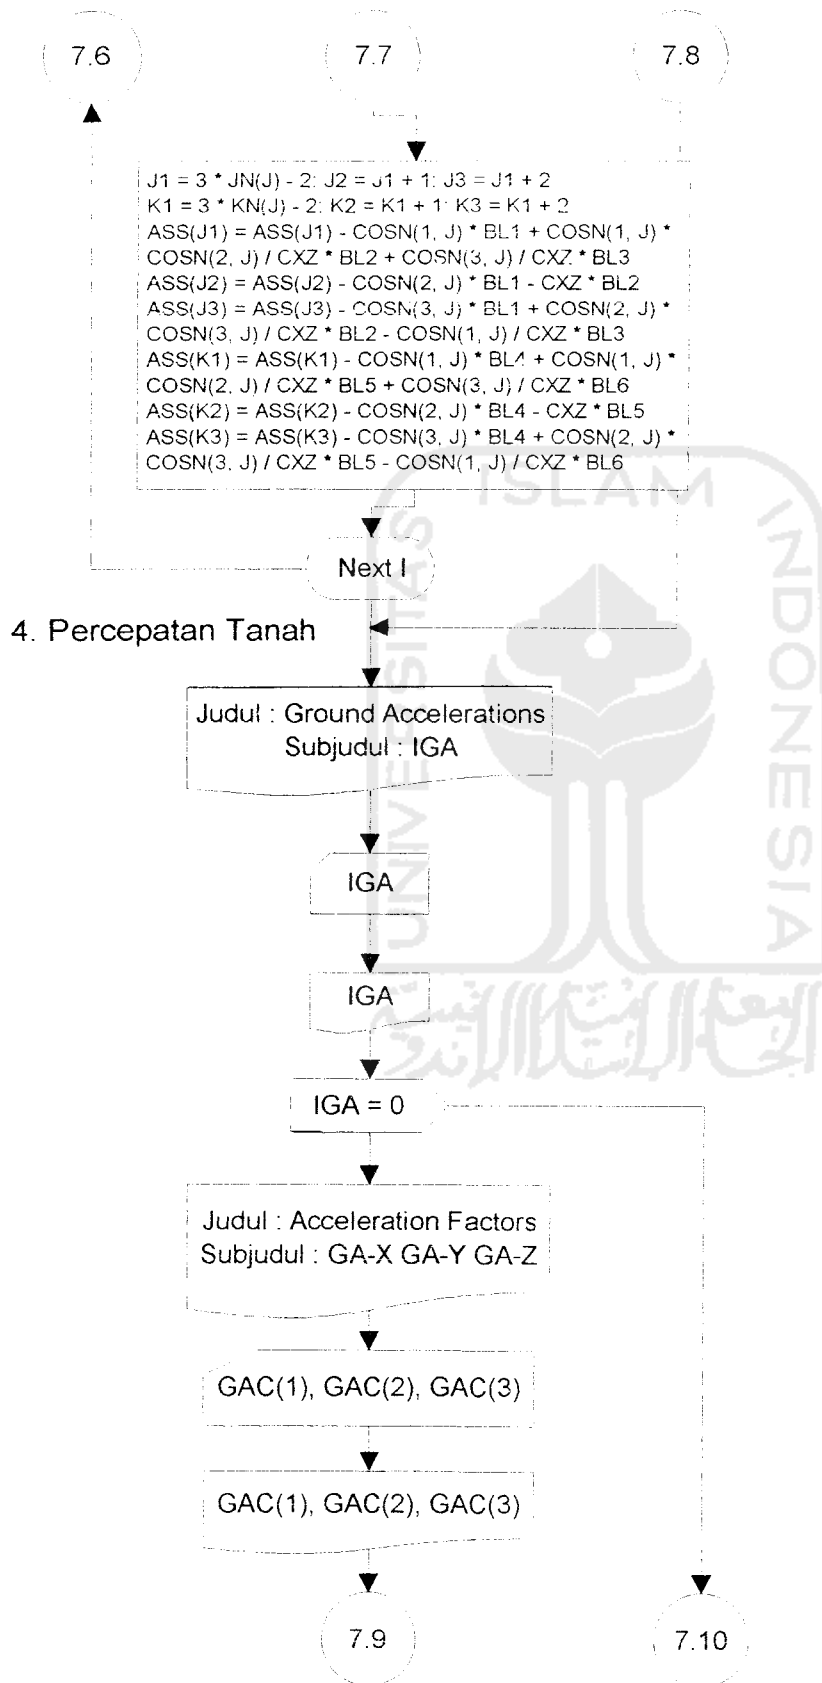 7.6
7.7
7.8
J1 = 3 * JN(J) - 2: J2 = J1 + 1: J3 = J1 + 2
K1 = 3 * KN(J) - 2: K2 = K1 + 1: K3 = K1 + 2
ASS(J1) = ASS(J1) - COSN(1, J) * BL1 + COSN(1, J) *
COSN(2, J) / CXZ * BL2 + COSN(3, J) / CXZ * BL3
ASS(J2) = ASS(J2) - COSN(2, J) * BL1 - CXZ * BL2
ASS(J3) = ASS(J3) - COSN(3, J) * BL1 + COSN(2, J) *
COSN(3, J) / CXZ * BL2 - COSN(1, J) / CXZ * BL3
ASS(K1) = ASS(K1) - COSN(1, J) * BL4 + COSN(1, J) *
COSN(2, J) / CXZ * BL5 + COSN(3, J) / CXZ * BL6
ASS(K2) = ASS(K2) - COSN(2, J) * BL4 - CXZ * BL5
ASS(K3) = ASS(K3) - COSN(3, J) * BL4 + COSN(2, J) *
COSN(3, J) / CXZ * BL5 - COSN(1, J) / CXZ * BL6
Next I
4. Percepatan Tanah
Judul : Ground Accelerations
Subjudul : IGA
IGA
IGA
IGA = 0
Judul : Acceleration Factors
Subjudul : GA-X GA-Y GA-Z
GAC(1), GAC(2), GAC(3)
GAC(1), GAC(2), GAC(3)
7.9
7.10
UNIVERSITAS
ISLAM
INDONESIA